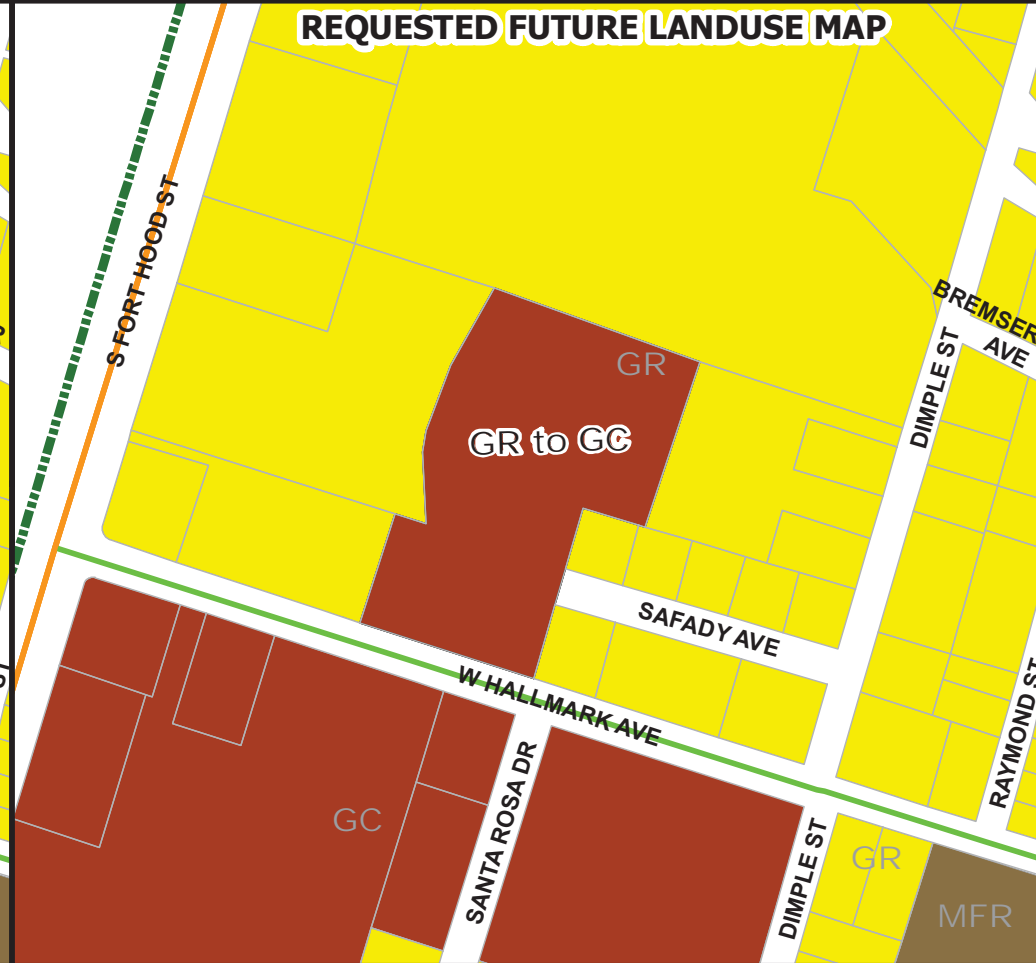 REQUESTED FUTURE LANDUSE MAP
S FORT HOOD ST
BREMSER
AVE
DIMPLE ST
GR
GR to GC
SAFADY AVE
W HALLMARK AVE
ST
RAYMOND ST
SANTA ROSA DR
GC
DIMPLE ST
GR
MFR